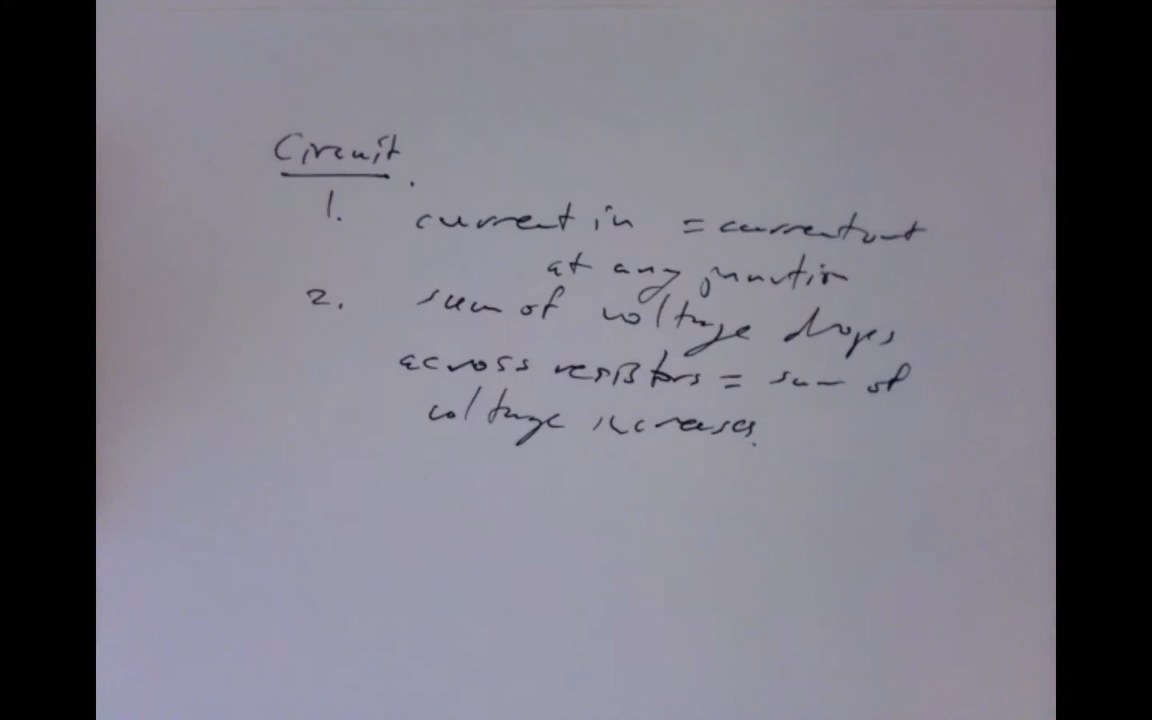 Circuit
1. current in = current out
at any junction
2. sum of voltage drops
across resistors = sum of
voltage increases.